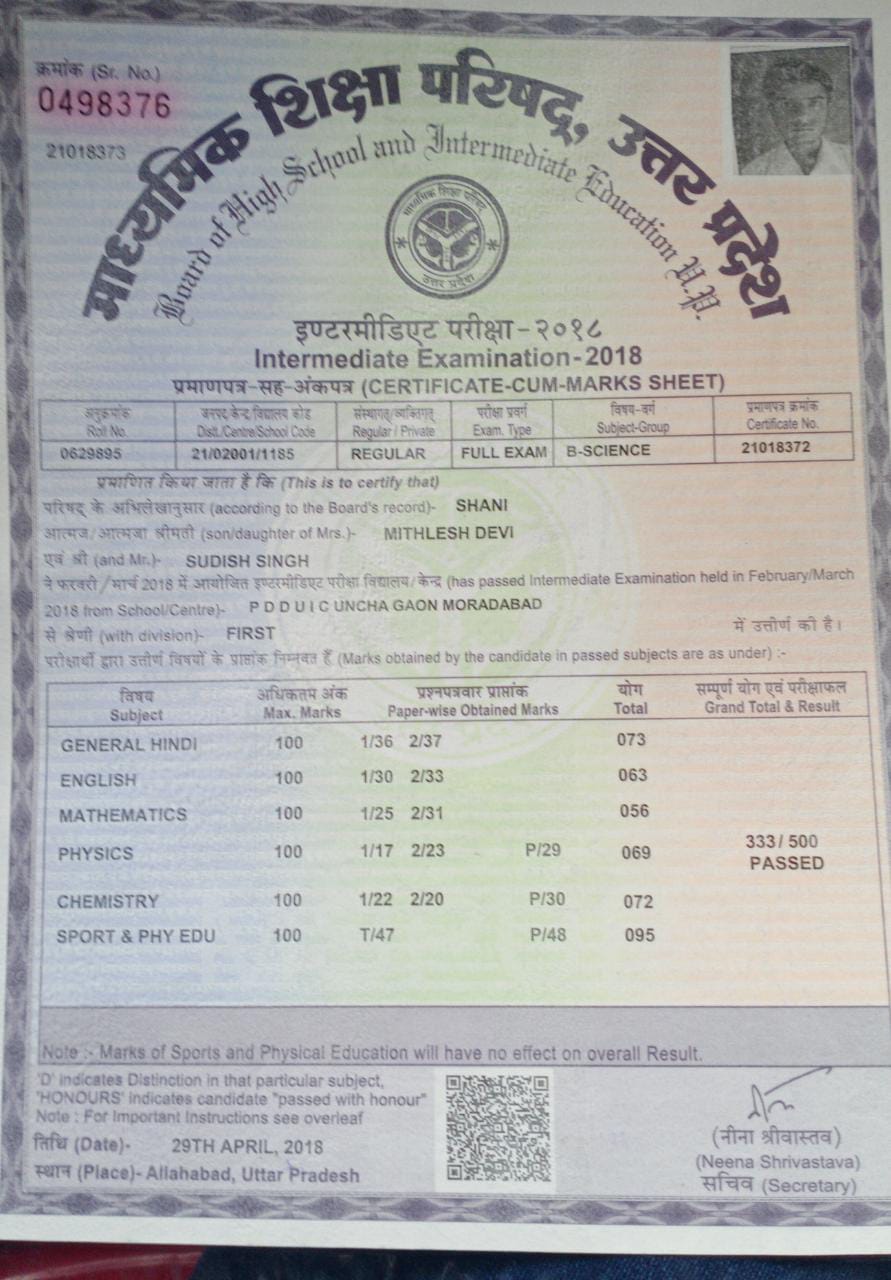 क्रमांक (Sr. No.)
0498376
21018373
माध्यमिक शिक्षा परिषद्, उत्तर प्रदेश
Board of High School and Intermediate Education U.P.
माध्यमिक शिक्षा परिषद्
उत्तर प्रदेश
इण्टरमीडिएट परीक्षा-२०१८
Intermediate Examination-2018
प्रमाणपत्र-सह-अंकपत्र (CERTIFICATE-CUM-MARKS SHEET)
अनुक्रमांक जनपद/केन्द्र/विद्यालय कोड संस्थागत्/व्यक्तिगत् परीक्षा प्रवर्ग विषय-वर्ग प्रमाणपत्र क्रमांक
Roll No. Distt./Centre/School Code Regular / Private Exam. Type Subject-Group Certificate No.
0629895 21/02001/1185 REGULAR FULL EXAM B-SCIENCE 21018372
प्रमाणित किया जाता है कि (This is to certify that)
परिषद् के अभिलेखानुसार (according to the Board's record)- SHANI
आत्मज/आत्मजा श्रीमती (son/daughter of Mrs.)- MITHLESH DEVI
एवं श्री (and Mr.)- SUDISH SINGH
ने फरवरी/मार्च 2018 में आयोजित इण्टरमीडिएट परीक्षा विद्यालय/केन्द्र (has passed Intermediate Examination held in February/March
2018 from School/Centre)- P D D U I C UNCHA GAON MORADABAD
से श्रेणी (with division)- FIRST में उत्तीर्ण की है।
परीक्षार्थी द्वारा उत्तीर्ण विषयों के प्राप्तांक निम्नवत हैं (Marks obtained by the candidate in passed subjects are as under) :-
विषय अधिकतम अंक प्रश्नपत्रवार प्राप्तांक योग सम्पूर्ण योग एवं परीक्षाफल
Subject Max. Marks Paper-wise Obtained Marks Total Grand Total & Result
GENERAL HINDI 100 1/36 2/37 073
ENGLISH 100 1/30 2/33 063
MATHEMATICS 100 1/25 2/31 056
PHYSICS 100 1/17 2/23 P/29 069 333/ 500
PASSED
CHEMISTRY 100 1/22 2/20 P/30 072
SPORT & PHY EDU 100 T/47 P/48 095
Note :- Marks of Sports and Physical Education will have no effect on overall Result.
'D' indicates Distinction in that particular subject,
'HONOURS' indicates candidate "passed with honour"
Note : For Important Instructions see overleaf
तिथि (Date)- 29TH APRIL, 2018
स्थान (Place)- Allahabad, Uttar Pradesh
(नीना श्रीवास्तव)
(Neena Shrivastava)
सचिव (Secretary)